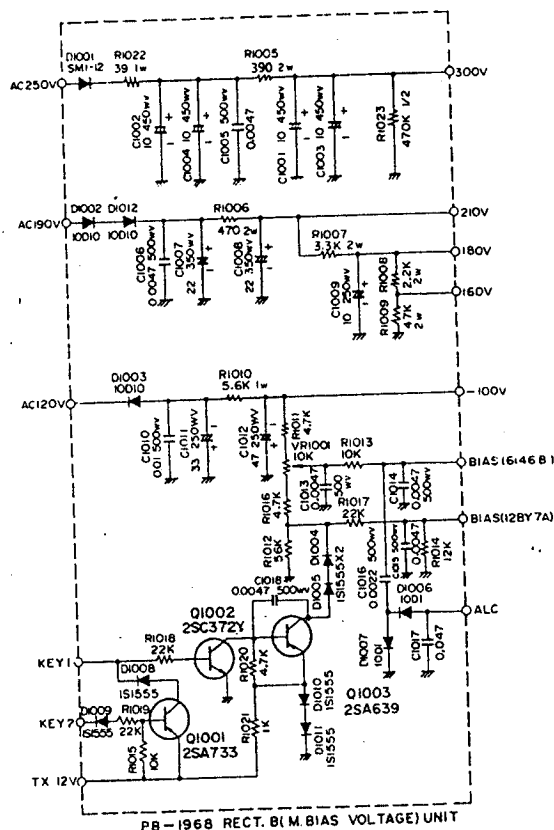 D1001
SM1-12
R1022
39 1w
R1005
390 2w
AC250V
300V
C1002
10 450wv
C1004
10 450wv
C1005 500wv
0.0047
C1001
10 450wv
C1003
10 450wv
R1023
470K 1/2
D1002 D1012
10D10 10D10
AC190V
R1006
470 2w
210V
R1007
3.3K 2w
180V
C1006
0.0047 500wv
C1007
22 350wv
C1008
22 350wv
C1009
10 250wv
R1008
2.2K
2w
R1009
47K
2w
160V
D1003
10D10
R1010
5.6K 1w
AC120V
-100V
C1010
0.01 500wv
C1011
33 250WV
C1012
47 250WV
R1011
4.7K
VR1001
10K
R1013
10K
BIAS (6146B)
C1013
0.0047
500
wv
C1014
0.0047
500wv
R1016
4.7K
R1017
22K
BIAS(12BY7A)
R1012
56K
D1004
D1005
1S1555X2
C1016
0.0022 500wv
C1015 500wv
0.0047
R1014
12K
C1018
0.0047 500wv
D1006
10D1
ALC
D1007
10D1
C1017
0.047
Q1002
2SC372Y
R1018
22K
R1020
4.7K
KEY1
D1008
1S1555
D1010
1S1555
D1011
1S1555
Q1003
2SA639
KEY7
D1009
1S1555
R1019
22K
Q1001
2SA733
R1015
10K
R1021
1K
TX 12V
PB-1968 RECT. B(M.BIAS VOLTAGE) UNIT